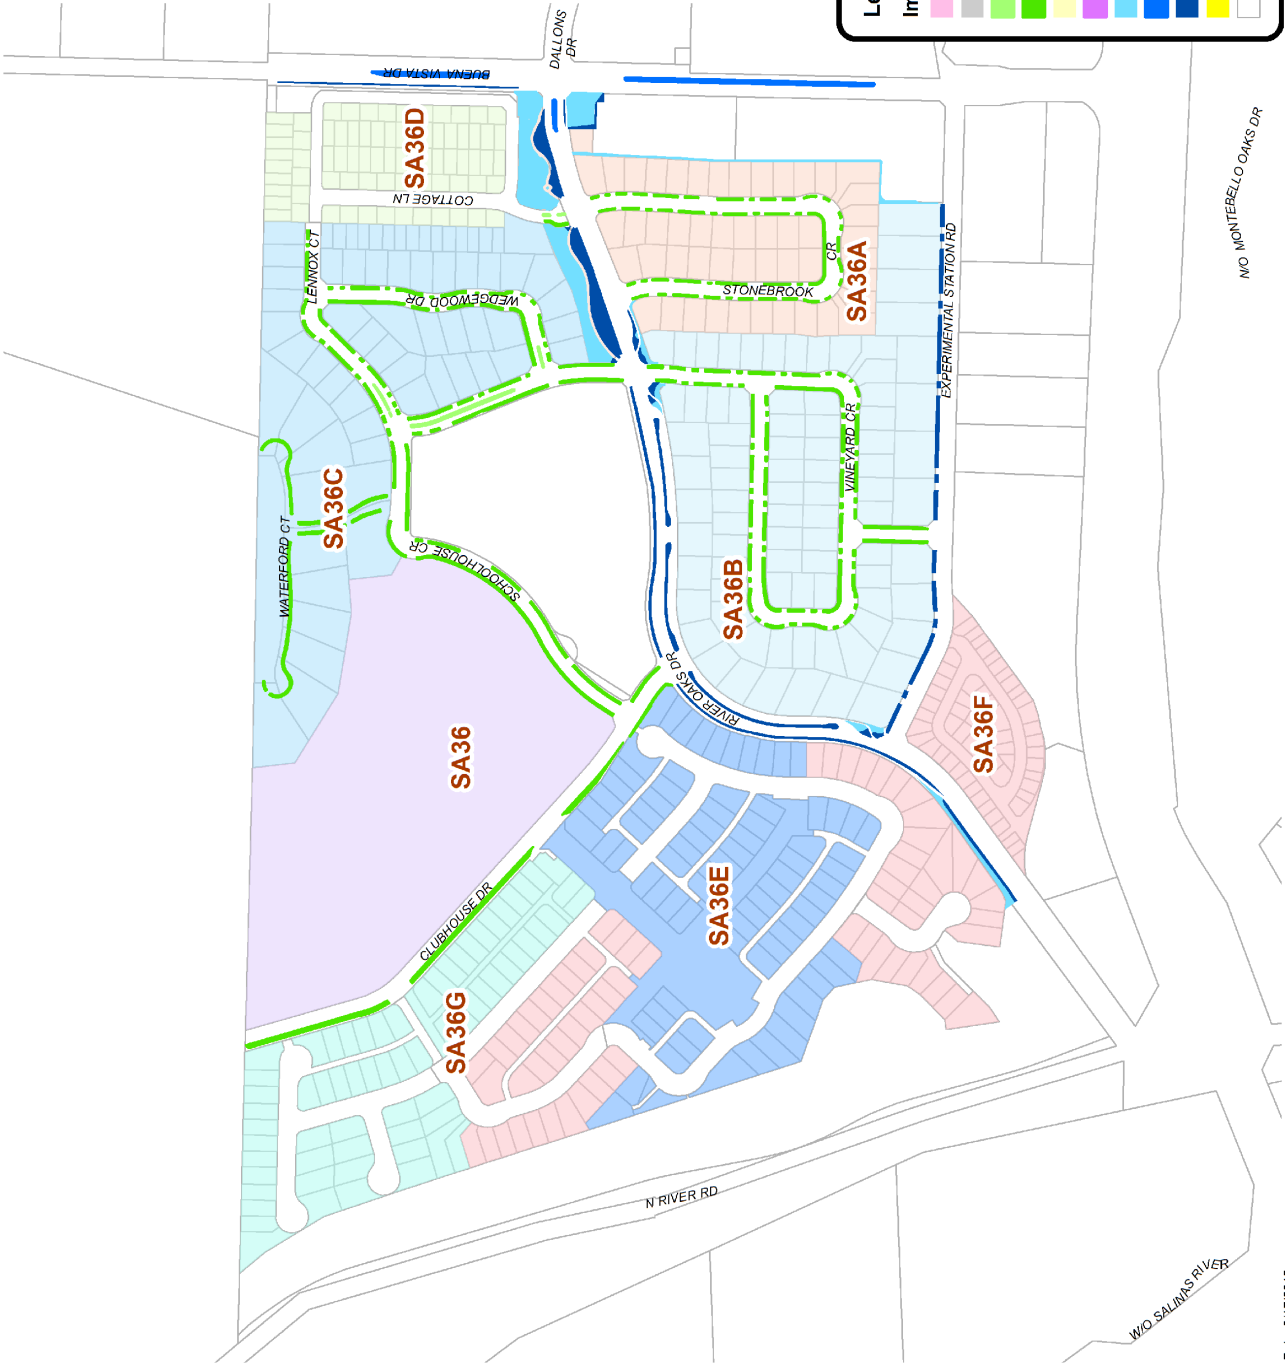 DALLONS
DR
BUENA VISTA DR
Le
Im
SA36D
COTTAGE LN
N/O MONTEBELLO OAKS DR
LENNOX CT
WEDGEWOOD DR
STONEBROOK
CR
SA36A
EXPERIMENTAL STATION RD
SA36C
WATERFORD CT
SCHOOLHOUSE CR
VINEYARD CR
SA36B
RIVER OAKS DR
SA36
SA36F
CLUBHOUSE DR
SA36E
SA36G
N RIVER RD
W/O SALINAS RIVER